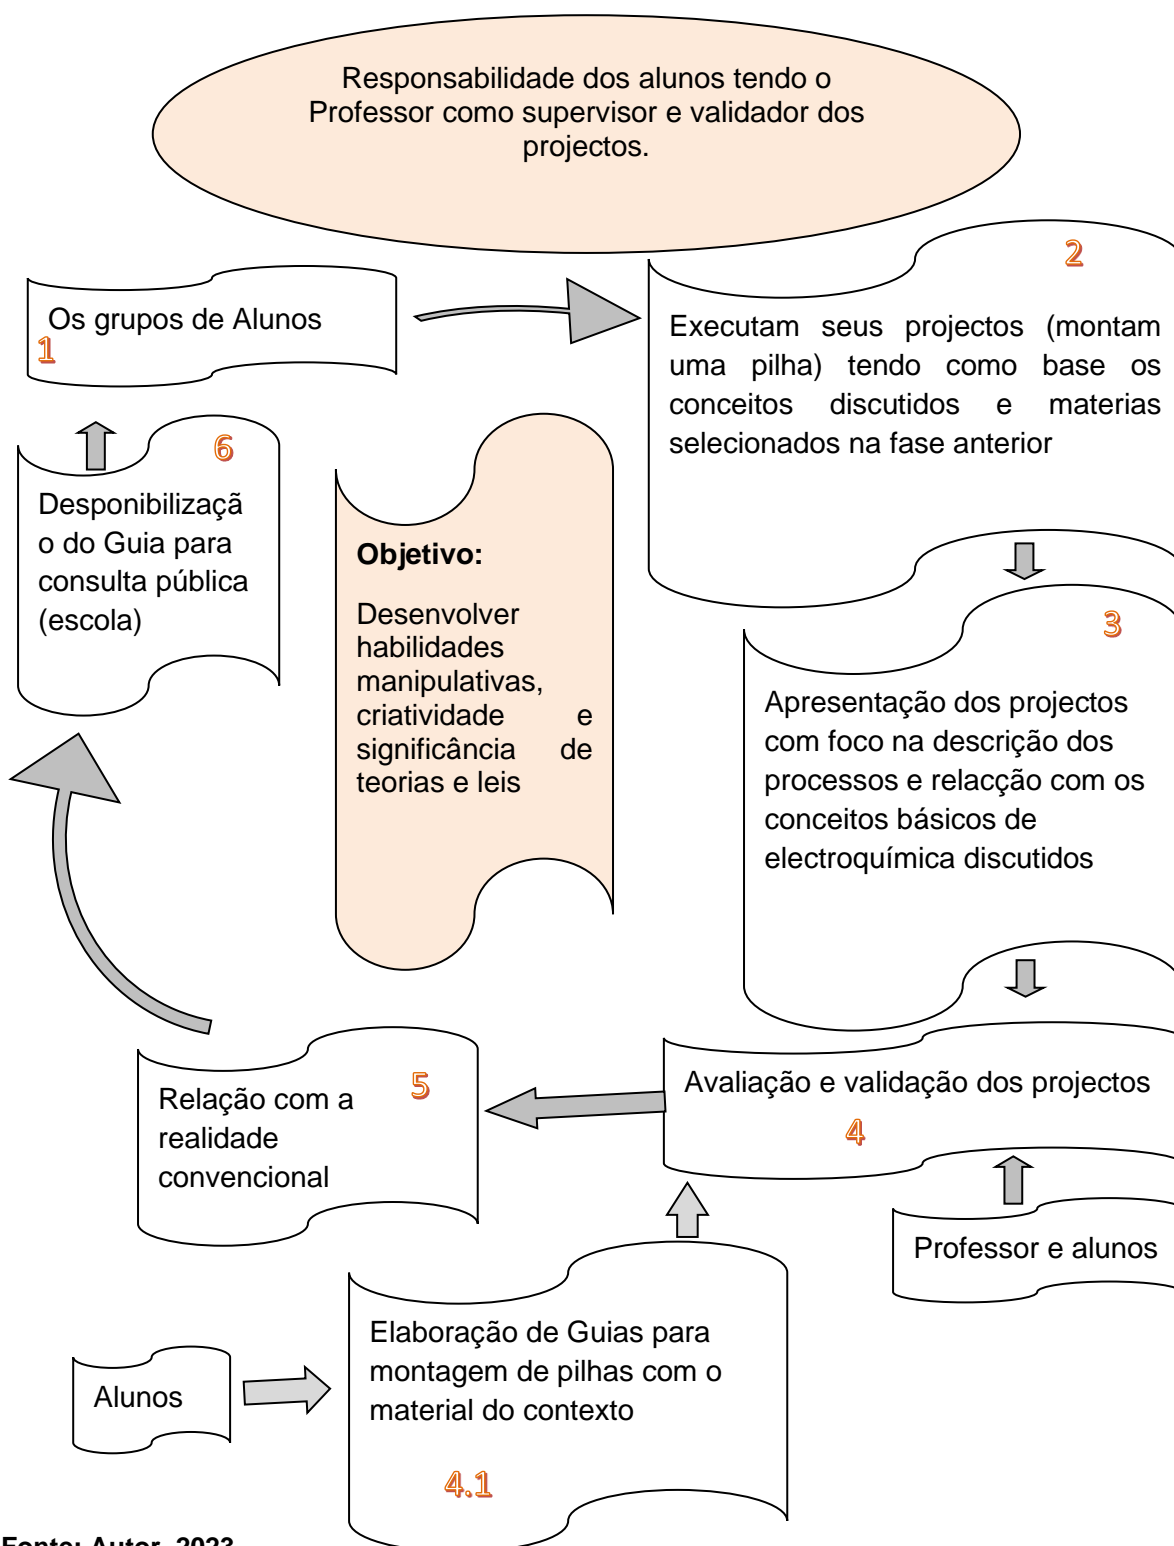 Responsabilidade dos alunos tendo o
Professor como supervisor e validador dos
projectos.
Os grupos de Alunos
1
2
Executam seus projectos (montam
uma pilha) tendo como base os
conceitos discutidos e materias
selecionados na fase anterior
3
Apresentação dos projectos
com foco na descrição dos
processos e relacção com os
conceitos básicos de
electroquímica discutidos
Avaliação e validação dos projectos
4
Professor e alunos
Alunos
Elaboração de Guias para
montagem de pilhas com o
material do contexto
4.1
5
Relação com a
realidade
convencional
6
Desponibilizaçã
o do Guia para
consulta pública
(escola)
Objetivo:
Desenvolver
habilidades
manipulativas,
criatividade e
significância de
teorias e leis
Fonte: Autor, 2023